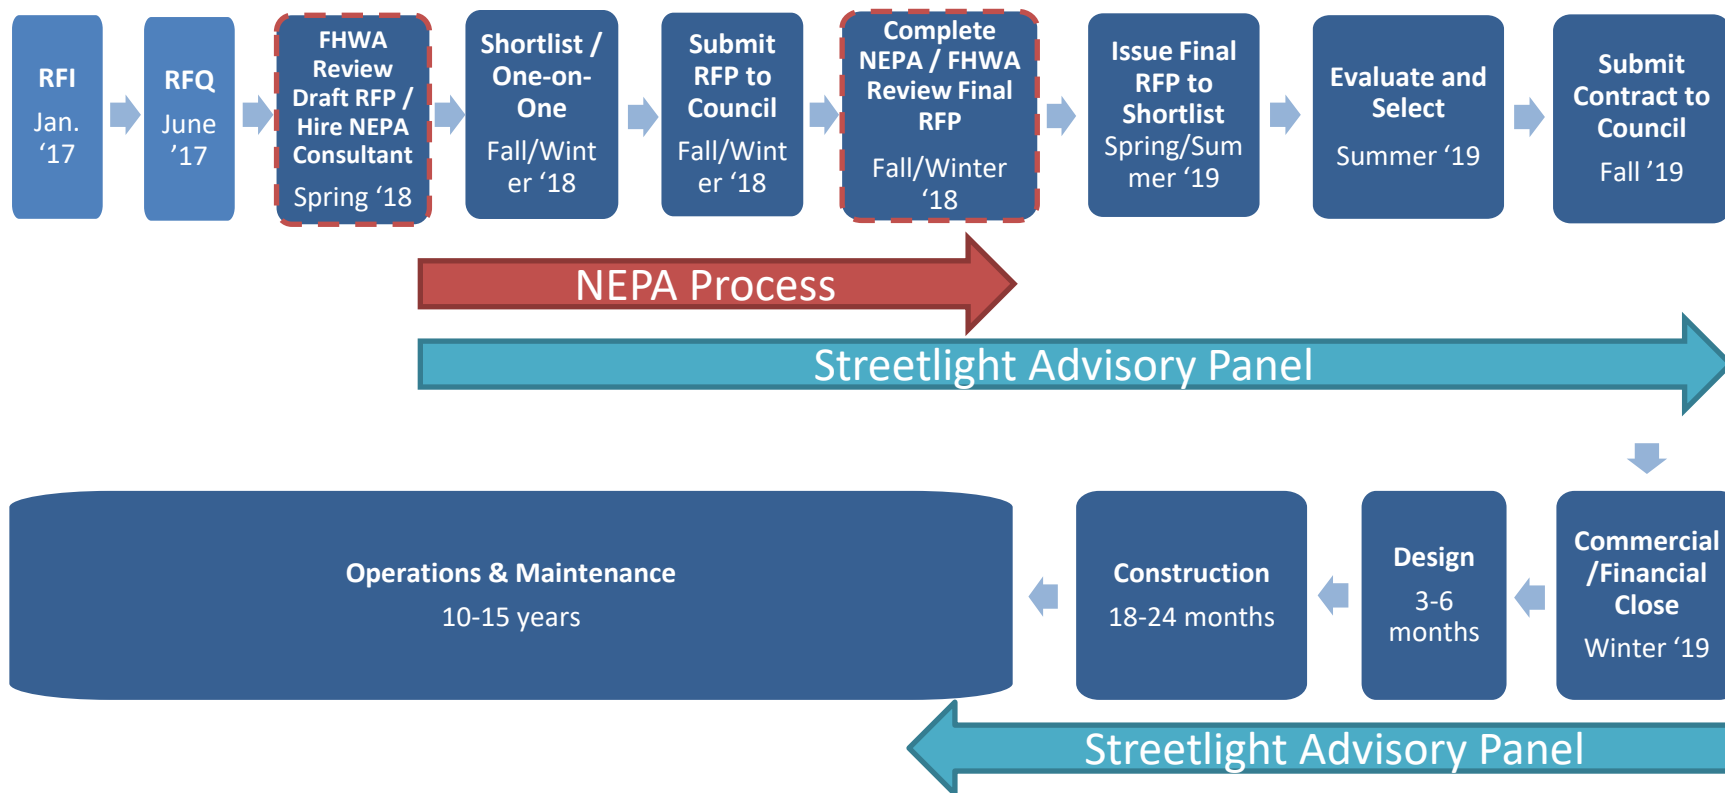 RFI
Jan.
‘17
RFQ
June
’17
FHWA
Review
Draft RFP /
Hire NEPA
Consultant
Spring ‘18
Shortlist /
One-on-
One
Fall/Wint
er ‘18
Submit
RFP to
Council
Fall/Wint
er ‘18
Complete
NEPA / FHWA
Review Final
RFP
Fall/Winter
‘18
Issue Final
RFP to
Shortlist
Spring/Sum
mer ‘19
Evaluate and
Select
Summer ‘19
Submit
Contract to
Council
Fall ’19
NEPA Process
Streetlight Advisory Panel
Operations & Maintenance
10-15 years
Construction
18-24 months
Design
3-6
months
Commercial
/Financial
Close
Winter ‘19
Streetlight Advisory Panel